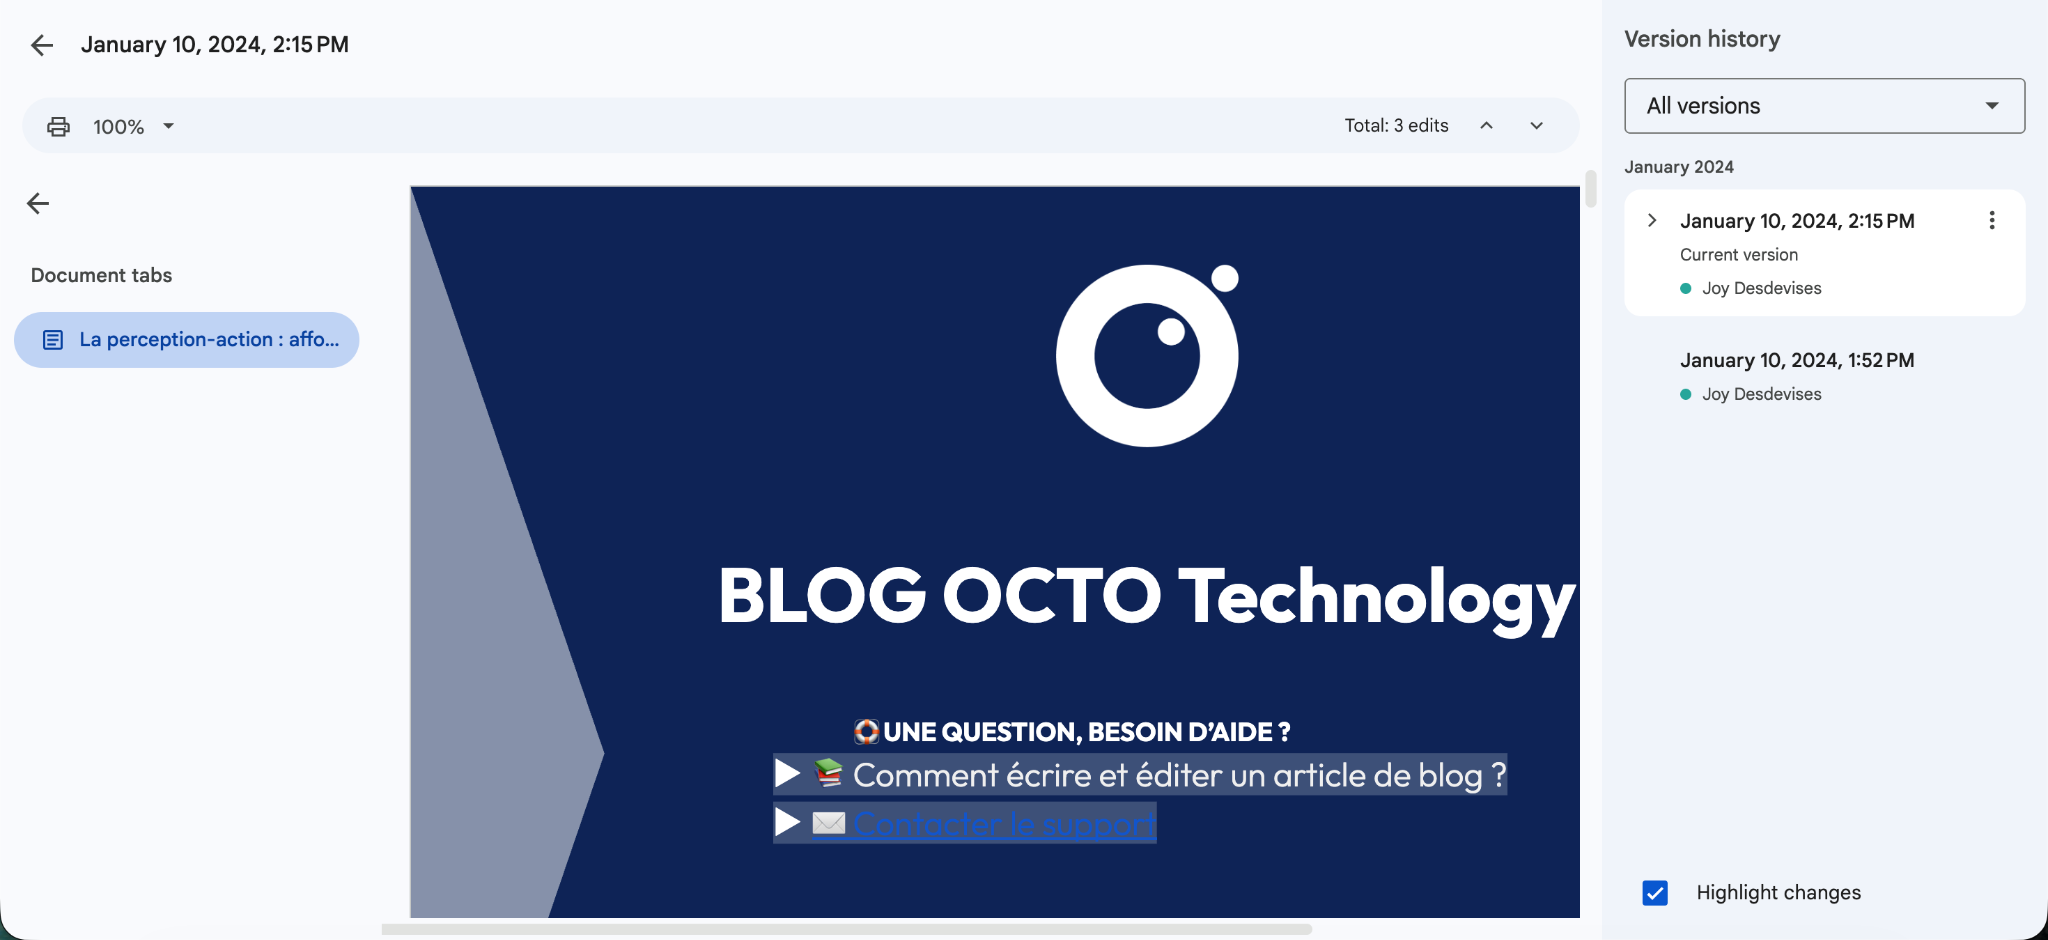 January 10, 2024, 2:15 PM
100%
Total: 3 edits
Document tabs
La perception-action : affo...
BLOG OCTO Technology
UNE QUESTION, BESOIN D’AIDE ?
Comment écrire et éditer un article de blog ?
Contacter le support
Version history
All versions
January 2024
January 10, 2024, 2:15 PM
Current version
Joy Desdevises
January 10, 2024, 1:52 PM
Joy Desdevises
Highlight changes